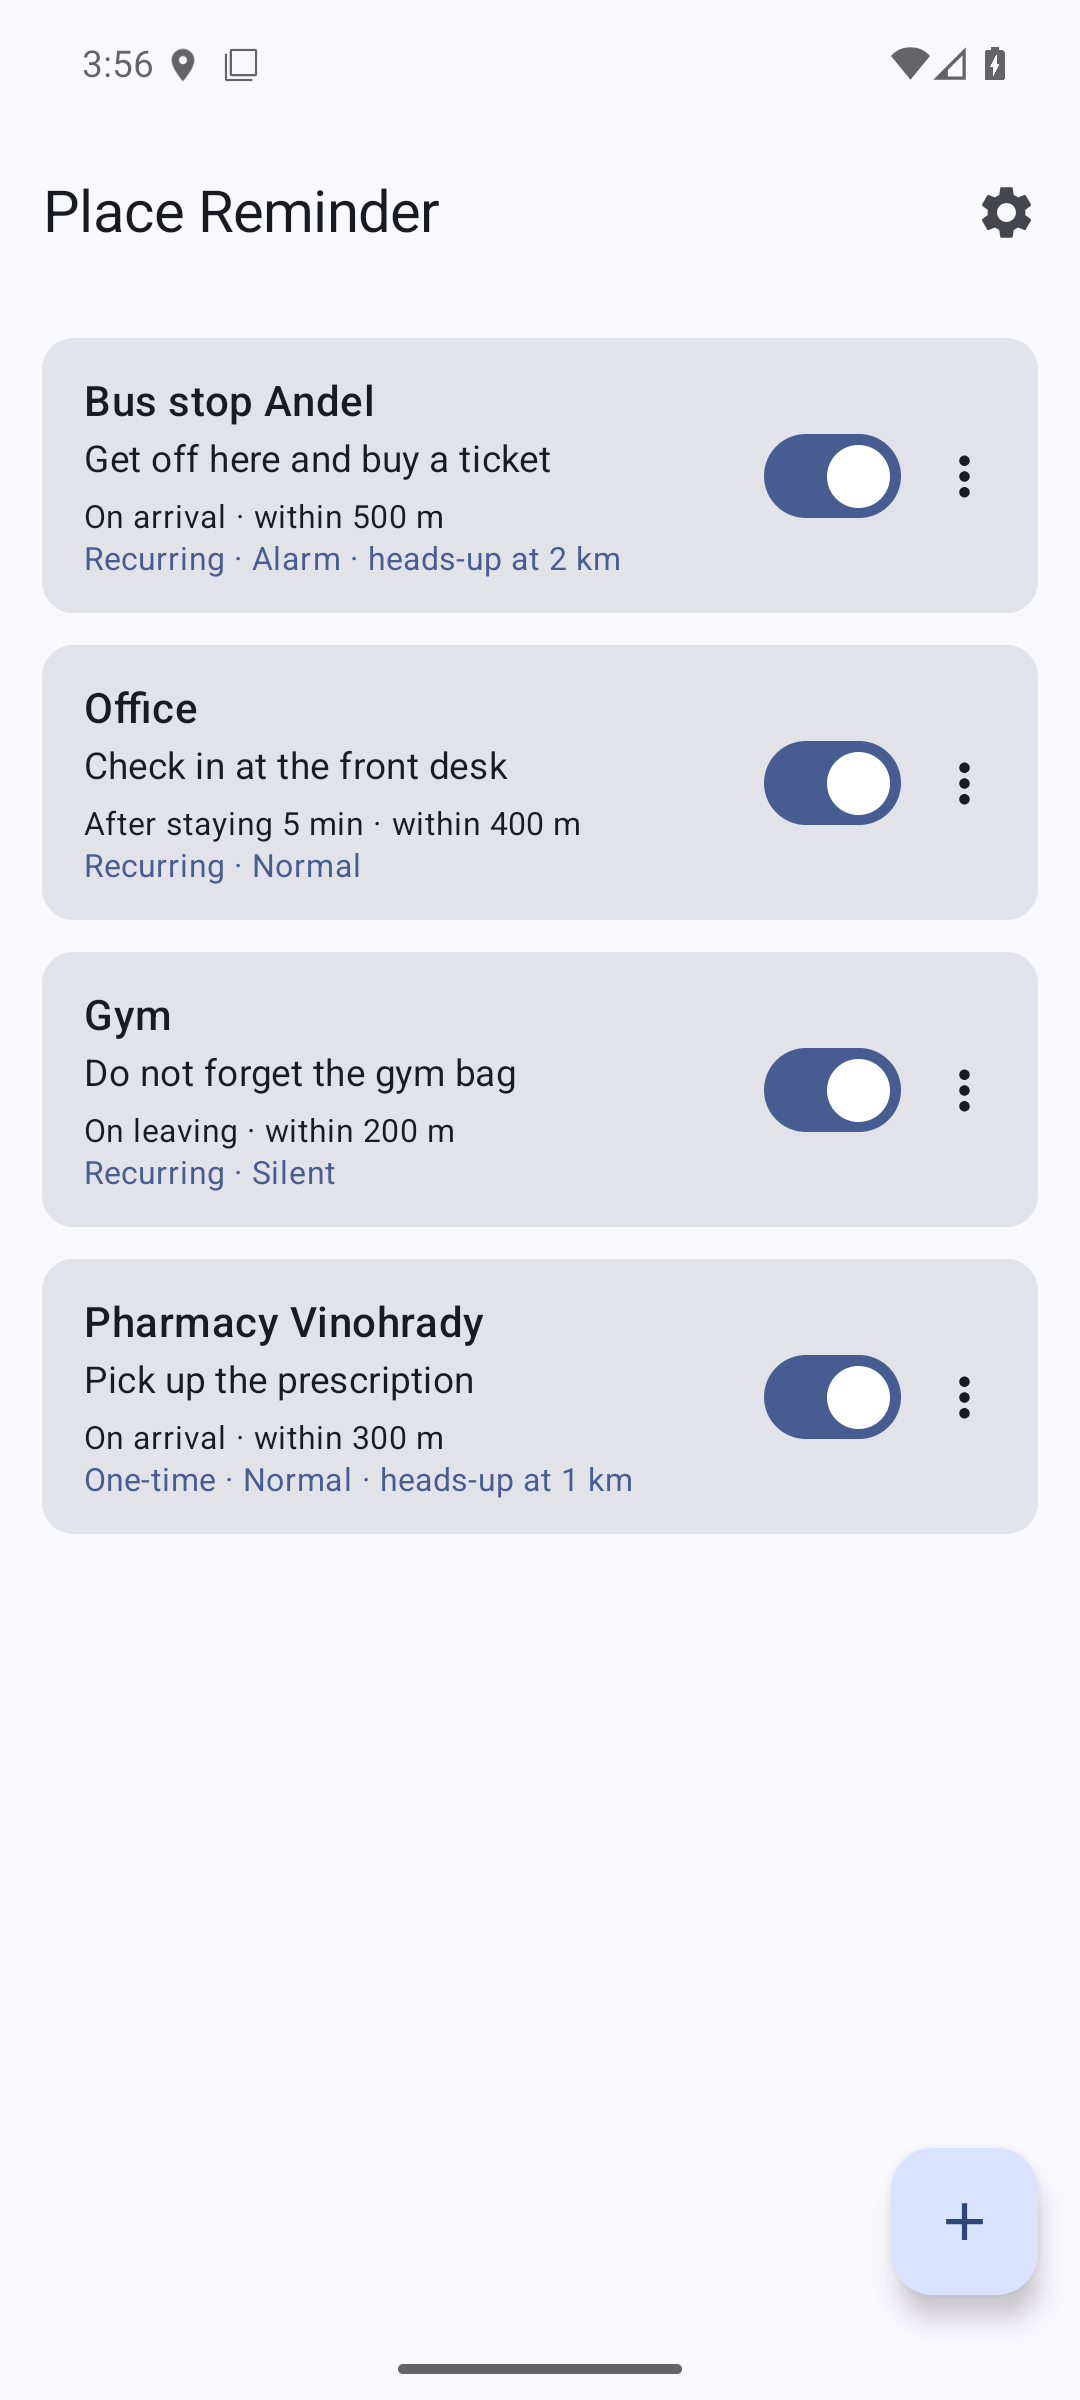 3:56
Place Reminder
Bus stop Andel
Get off here and buy a ticket
On arrival · within 500 m
Recurring · Alarm · heads-up at 2 km
Office
Check in at the front desk
After staying 5 min · within 400 m
Recurring · Normal
Gym
Do not forget the gym bag
On leaving · within 200 m
Recurring · Silent
Pharmacy Vinohrady
Pick up the prescription
On arrival · within 300 m
One-time · Normal · heads-up at 1 km